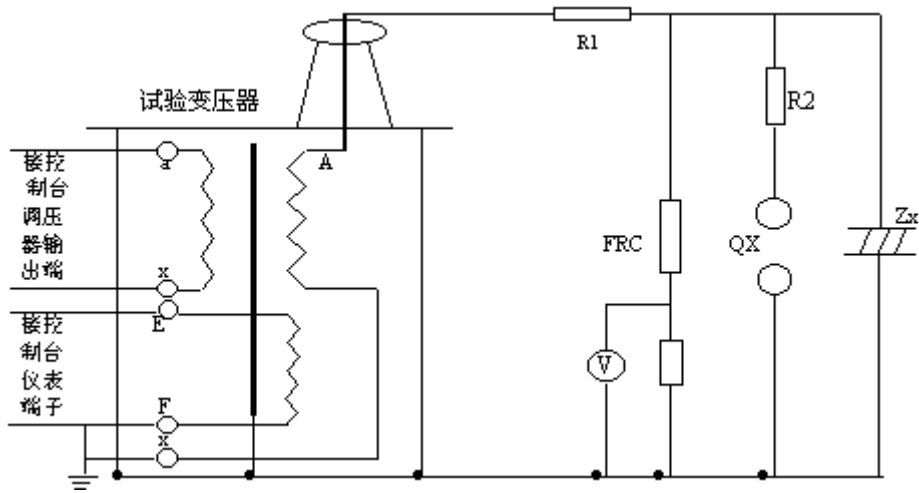 R1
试验变压器
R2
a
A
接控
制台
调压
器输
出端
Zx
FRC
QX
x
E
接控
制台
仪表
端子
V
F
x